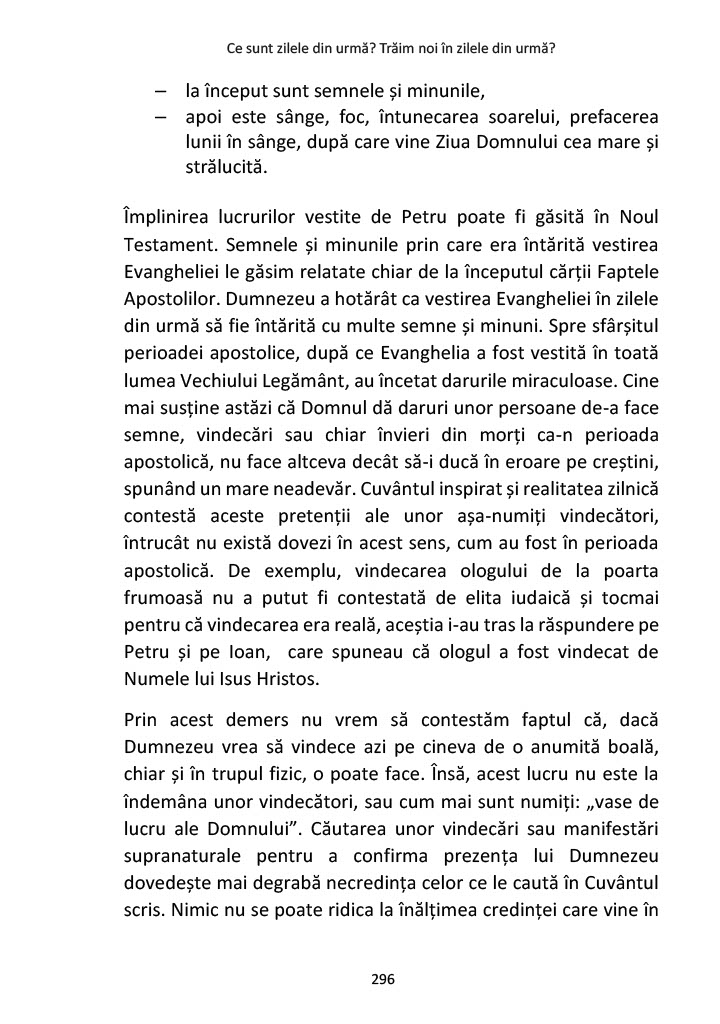 Ce sunt zilele din urmă? Trăim noi în zilele din urmă?
– la început sunt semnele și minunile,
– apoi este sânge, foc, întunecarea soarelui, prefacerea
lunii în sânge, după care vine Ziua Domnului cea mare și
strălucită.
Împlinirea lucrurilor vestite de Petru poate fi găsită în Noul
Testament. Semnele și minunile prin care era întărită vestirea
Evangheliei le găsim relatate chiar de la începutul cărții Faptele
Apostolilor. Dumnezeu a hotărât ca vestirea Evangheliei în zilele
din urmă să fie întărită cu multe semne și minuni. Spre sfârșitul
perioadei apostolice, după ce Evanghelia a fost vestită în toată
lumea Vechiului Legământ, au încetat darurile miraculoase. Cine
mai susține astăzi că Domnul dă daruri unor persoane de-a face
semne, vindecări sau chiar învieri din morți ca-n perioada
apostolică, nu face altceva decât să-i ducă în eroare pe creștini,
spunând un mare neadevăr. Cuvântul inspirat și realitatea zilnică
contestă aceste pretenții ale unor așa-numiți vindecători,
întrucât nu există dovezi în acest sens, cum au fost în perioada
apostolică. De exemplu, vindecarea ologului de la poarta
frumoasă nu a putut fi contestată de elita iudaică și tocmai
pentru că vindecarea era reală, aceștia i-au tras la răspundere pe
Petru și pe Ioan, care spuneau că ologul a fost vindecat de
Numele lui Isus Hristos.
Prin acest demers nu vrem să contestăm faptul că, dacă
Dumnezeu vrea să vindece azi pe cineva de o anumită boală,
chiar și în trupul fizic, o poate face. Însă, acest lucru nu este la
îndemâna unor vindecători, sau cum mai sunt numiți: „vase de
lucru ale Domnului”. Căutarea unor vindecări sau manifestări
supranaturale pentru a confirma prezența lui Dumnezeu
dovedește mai degrabă necredința celor ce le caută în Cuvântul
scris. Nimic nu se poate ridica la înălțimea credinței care vine în
296